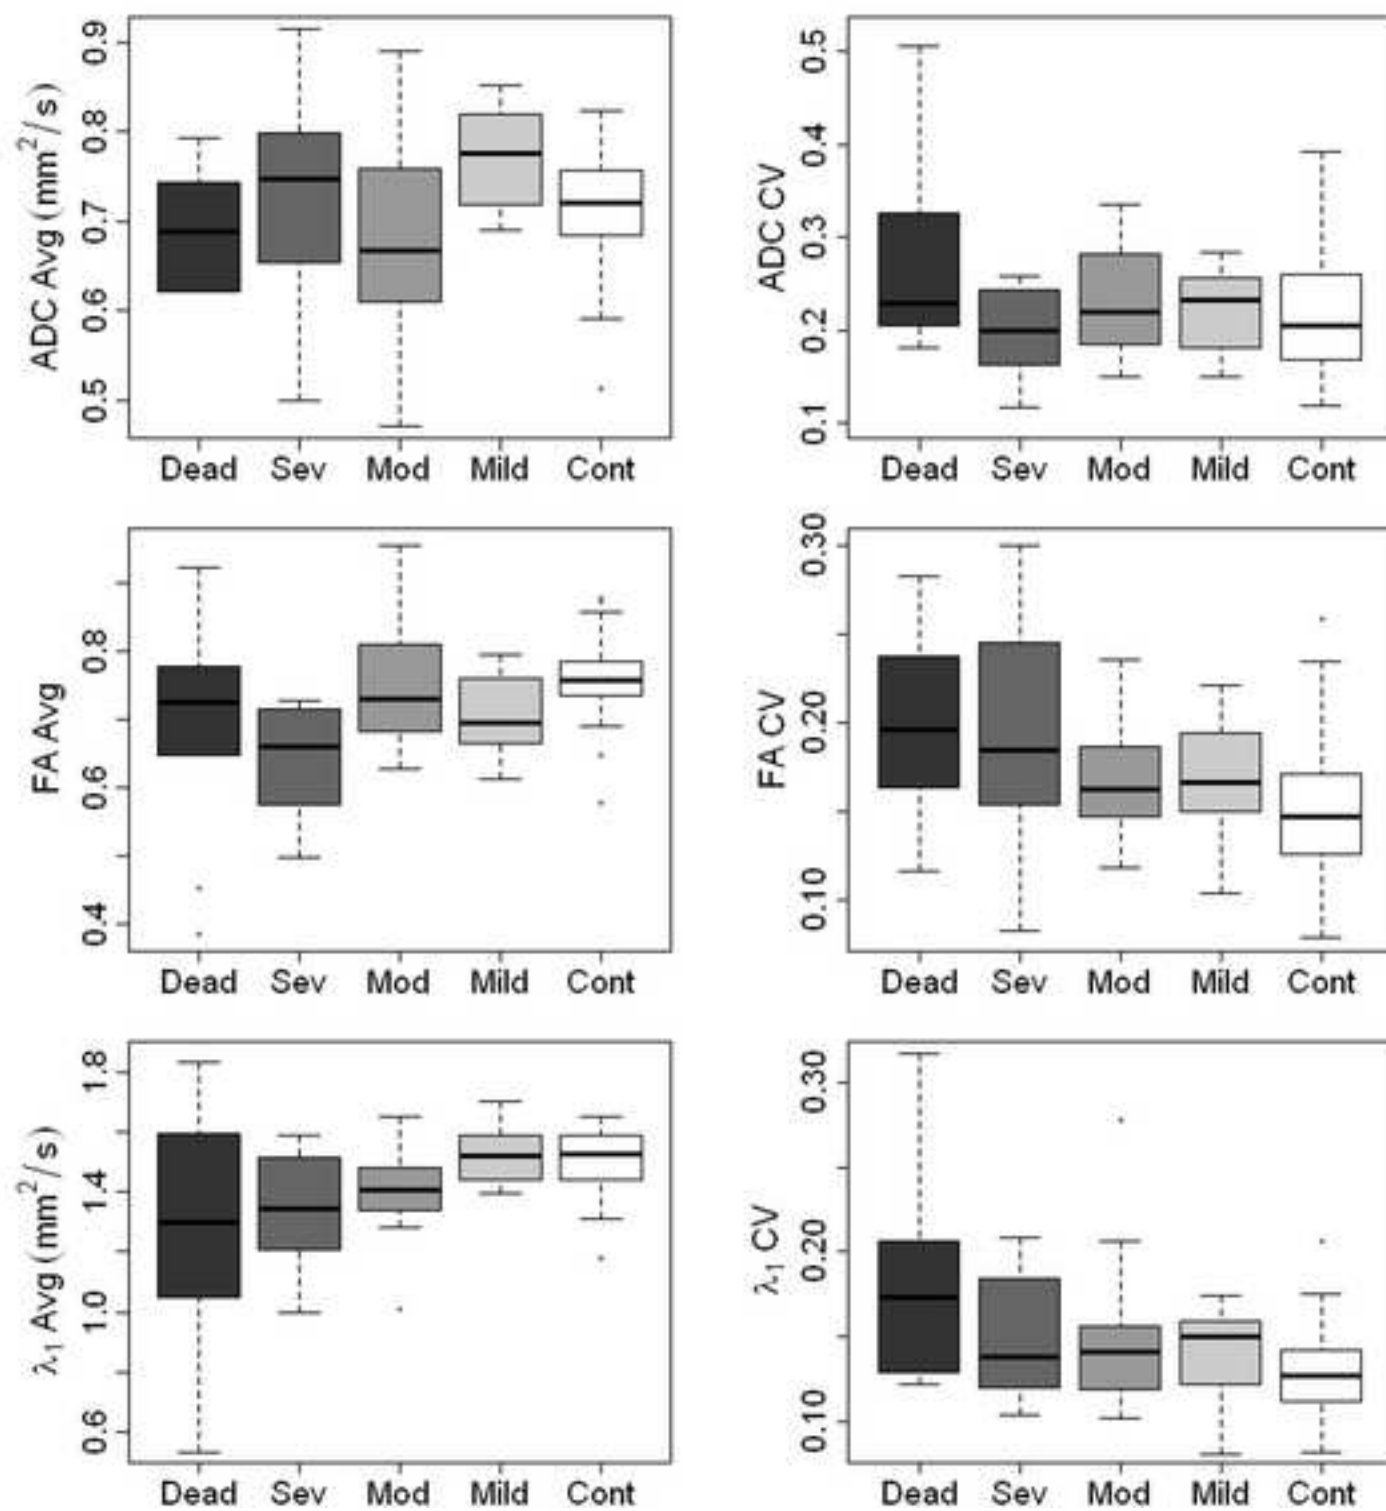 ADC Avg (mm²/s)
0.9
0.8
0.7
0.6
0.5
Dead Sev Mod Mild Cont
ADC CV
0.5
0.4
0.3
0.2
0.1
Dead Sev Mod Mild Cont
FA Avg
0.8
0.6
0.4
Dead Sev Mod Mild Cont
FA CV
0.30
0.20
0.10
Dead Sev Mod Mild Cont
λ₁ Avg (mm²/s)
1.8
1.4
1.0
0.6
Dead Sev Mod Mild Cont
λ₁ CV
0.30
0.20
0.10
Dead Sev Mod Mild Cont